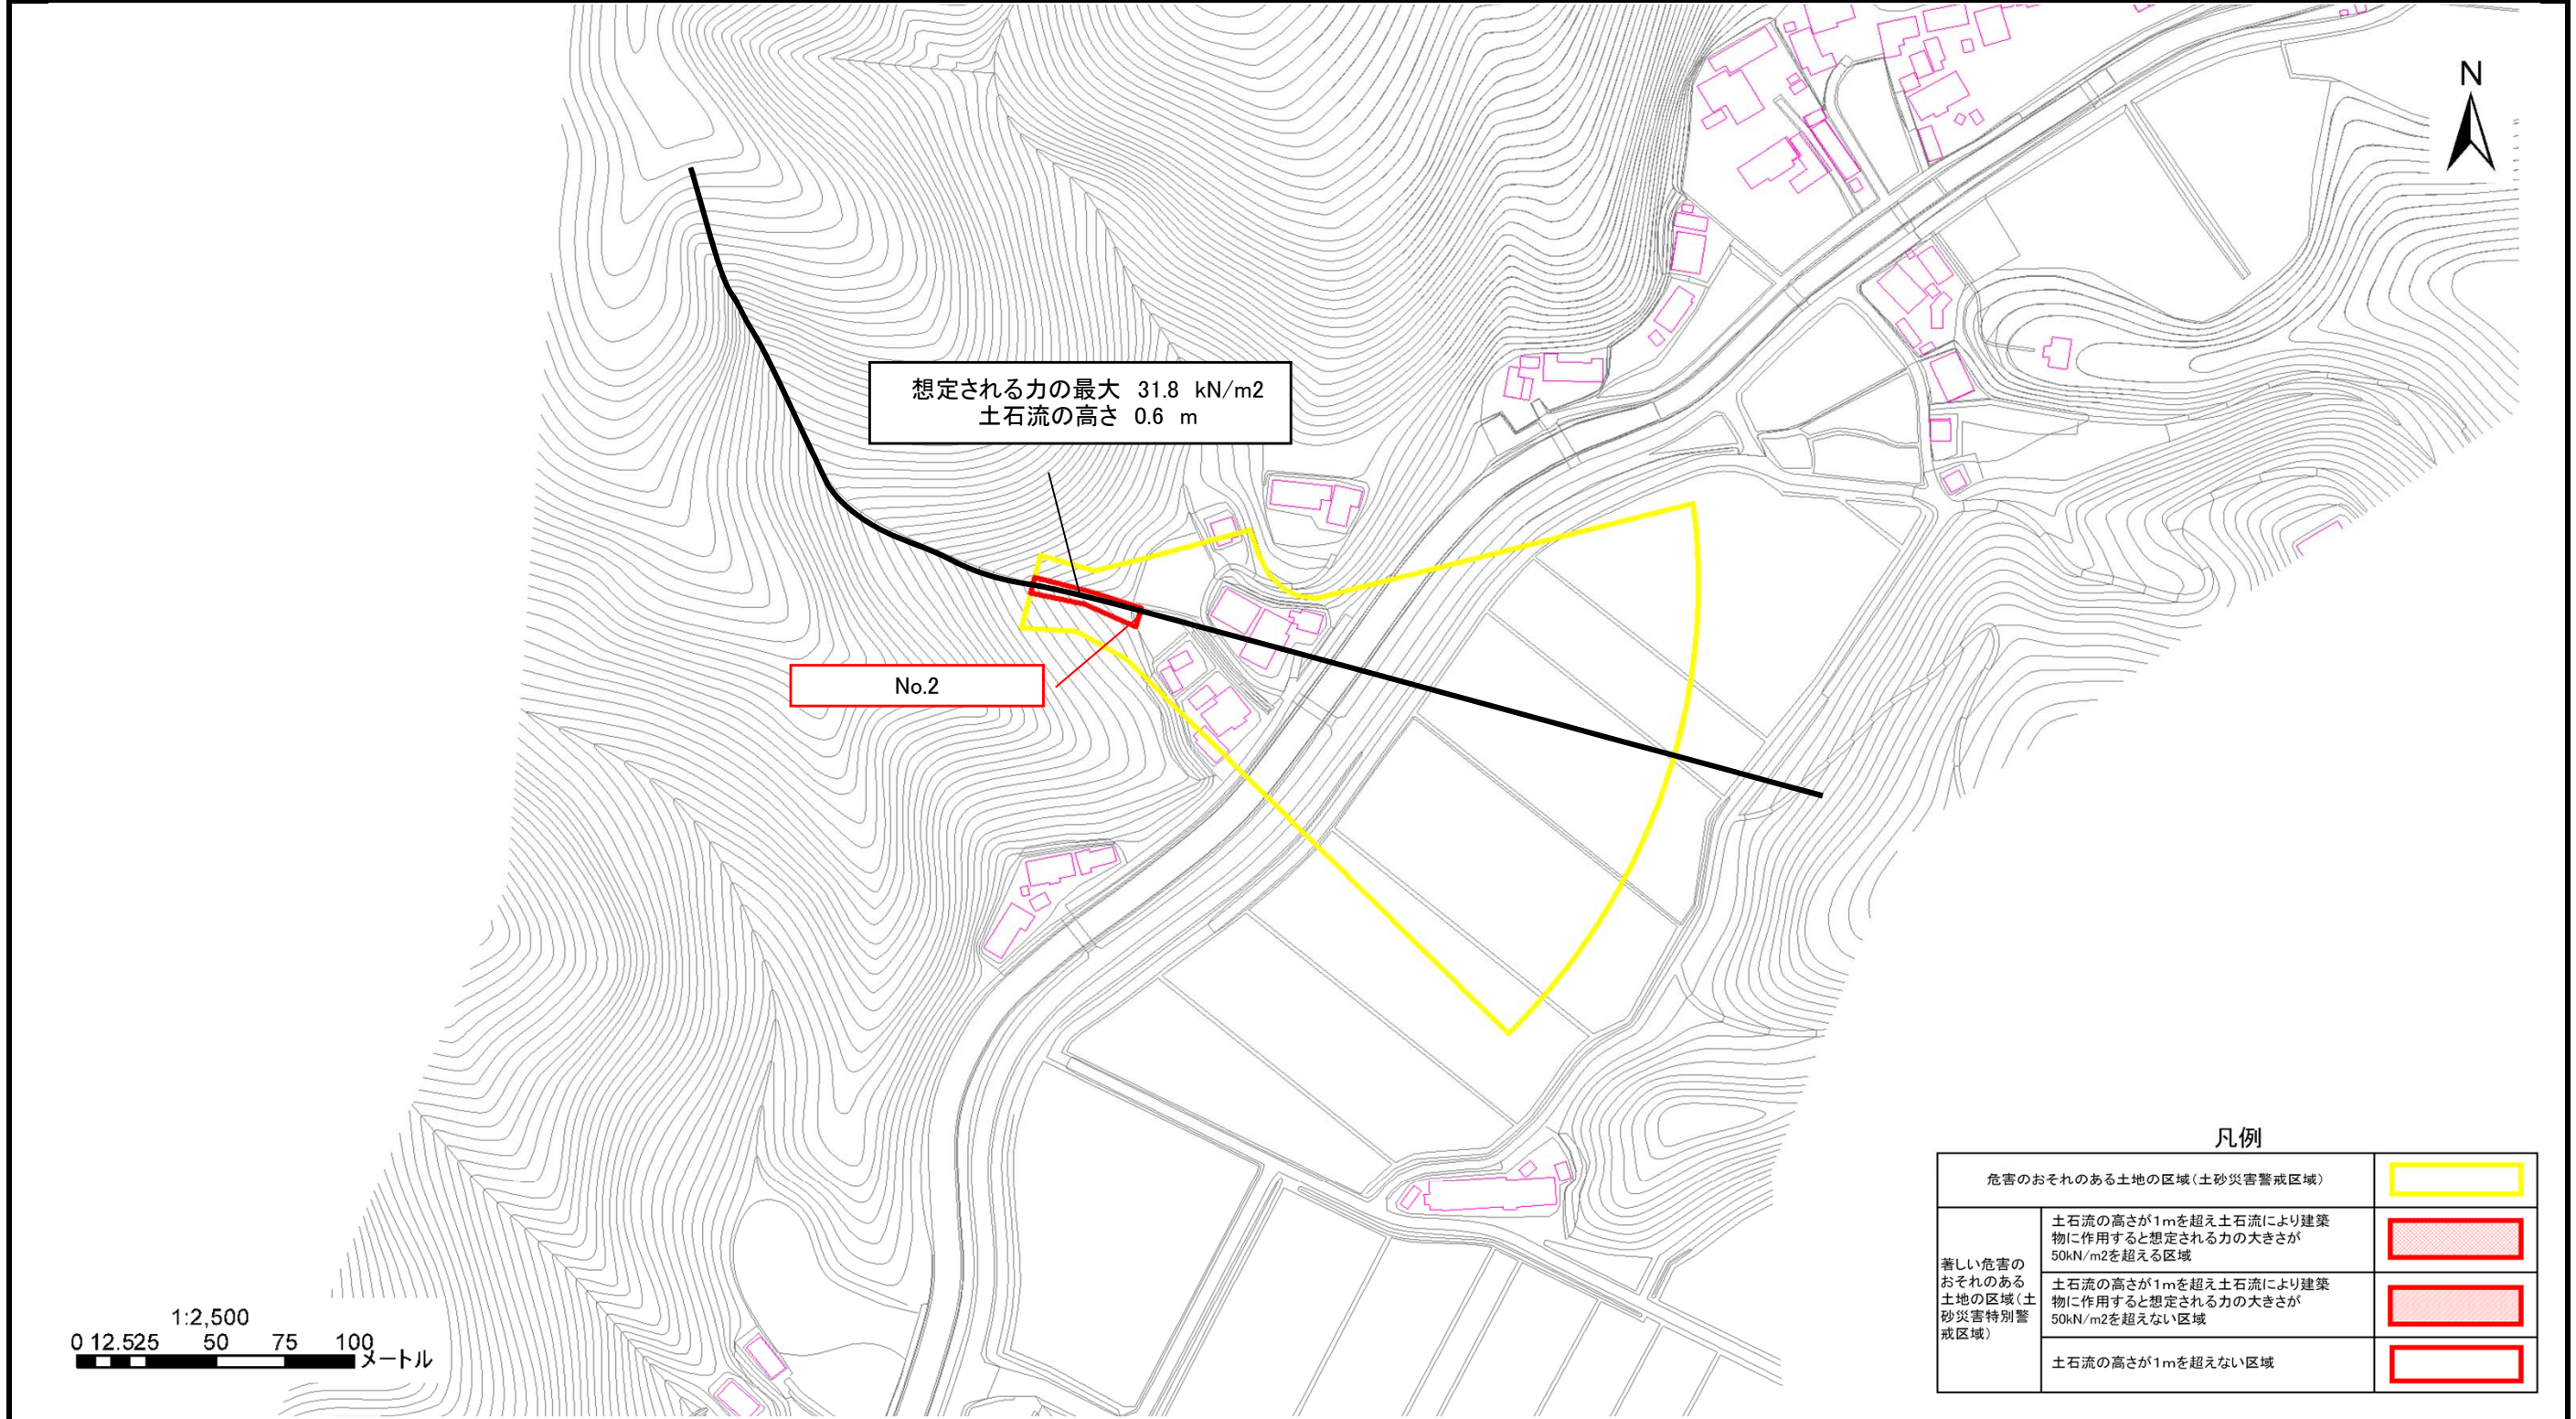 N
想定される力の最大 31.8 kN/m2
土石流の高さ 0.6 m
No.2
凡例
危害のおそれのある土地の区域(土砂災害警戒区域)
著しい危害の
おそれのある
土地の区域(土
砂災害特別警
戒区域)
土石流の高さが1mを超え土石流により建築
物に作用すると想定される力の大きさが
50kN/m2を超える区域
土石流の高さが1mを超え土石流により建築
物に作用すると想定される力の大きさが
50kN/m2を超えない区域
土石流の高さが1mを超えない区域
1:2,500
0 12.525 50 75 100
メートル